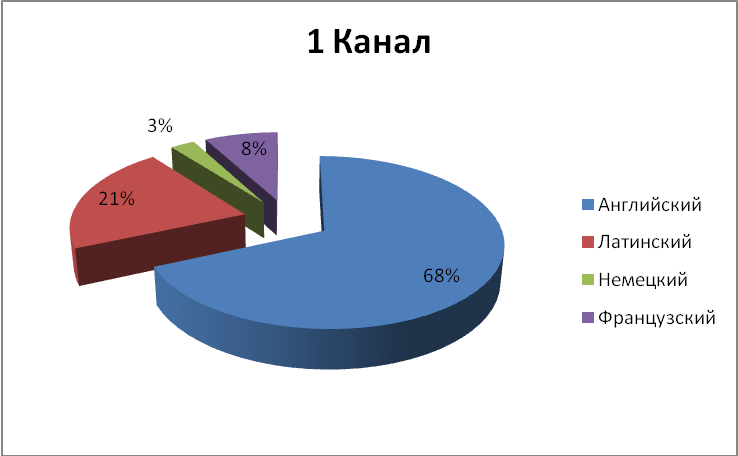 1 Канал
3%
8%
21%
68%
Английский
Латинский
Немецкий
Французский